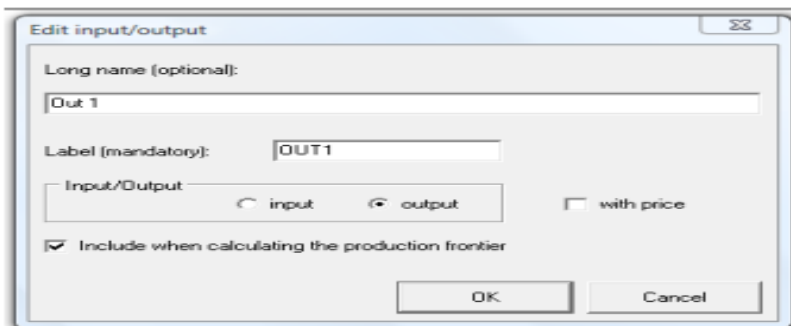 Edit input/output
Long name (optional):
Out 1
Label (mandatory): OUT1
Input/Output
input output with price
Include when calculating the production frontier
OK Cancel